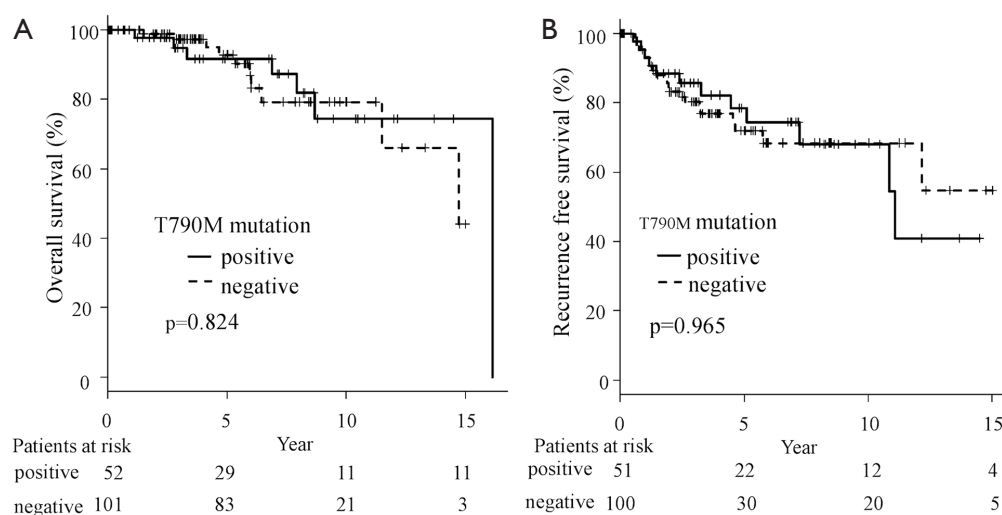 A
Overall survival (%)
100
80
60
40
20
0
T790M mutation
positive
negative
p=0.824
0 5 10 15
Year
Patients at risk
positive 52 29 11 11
negative 101 83 21 3
B
Recurrence free survival (%)
100
80
60
40
20
0
T790M mutation
positive
negative
p=0.965
0 5 10 15
Year
Patients at risk
positive 51 22 12 4
negative 100 30 20 5